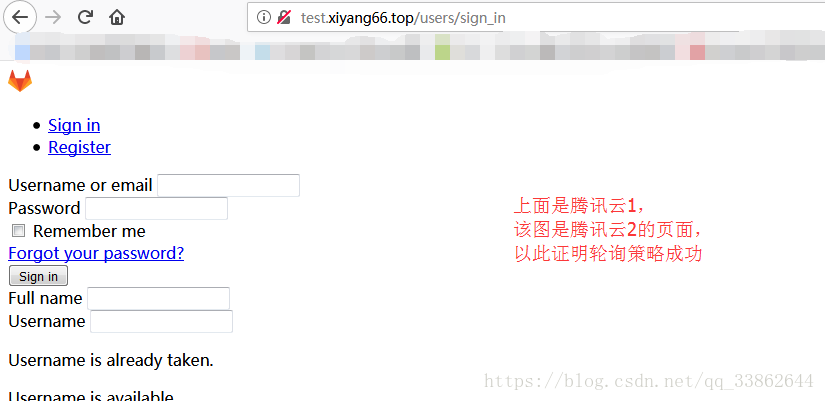 test.xiyang66.top/users/sign_in
Sign in
Register
Username or email
Password
Remember me
Forgot your password?
Sign in
Full name
Username
Username is already taken.
Username is available.
上面是腾讯云1，
该图是腾讯云2的页面，
以此证明轮询策略成功
https://blog.csdn.net/qq_33862644